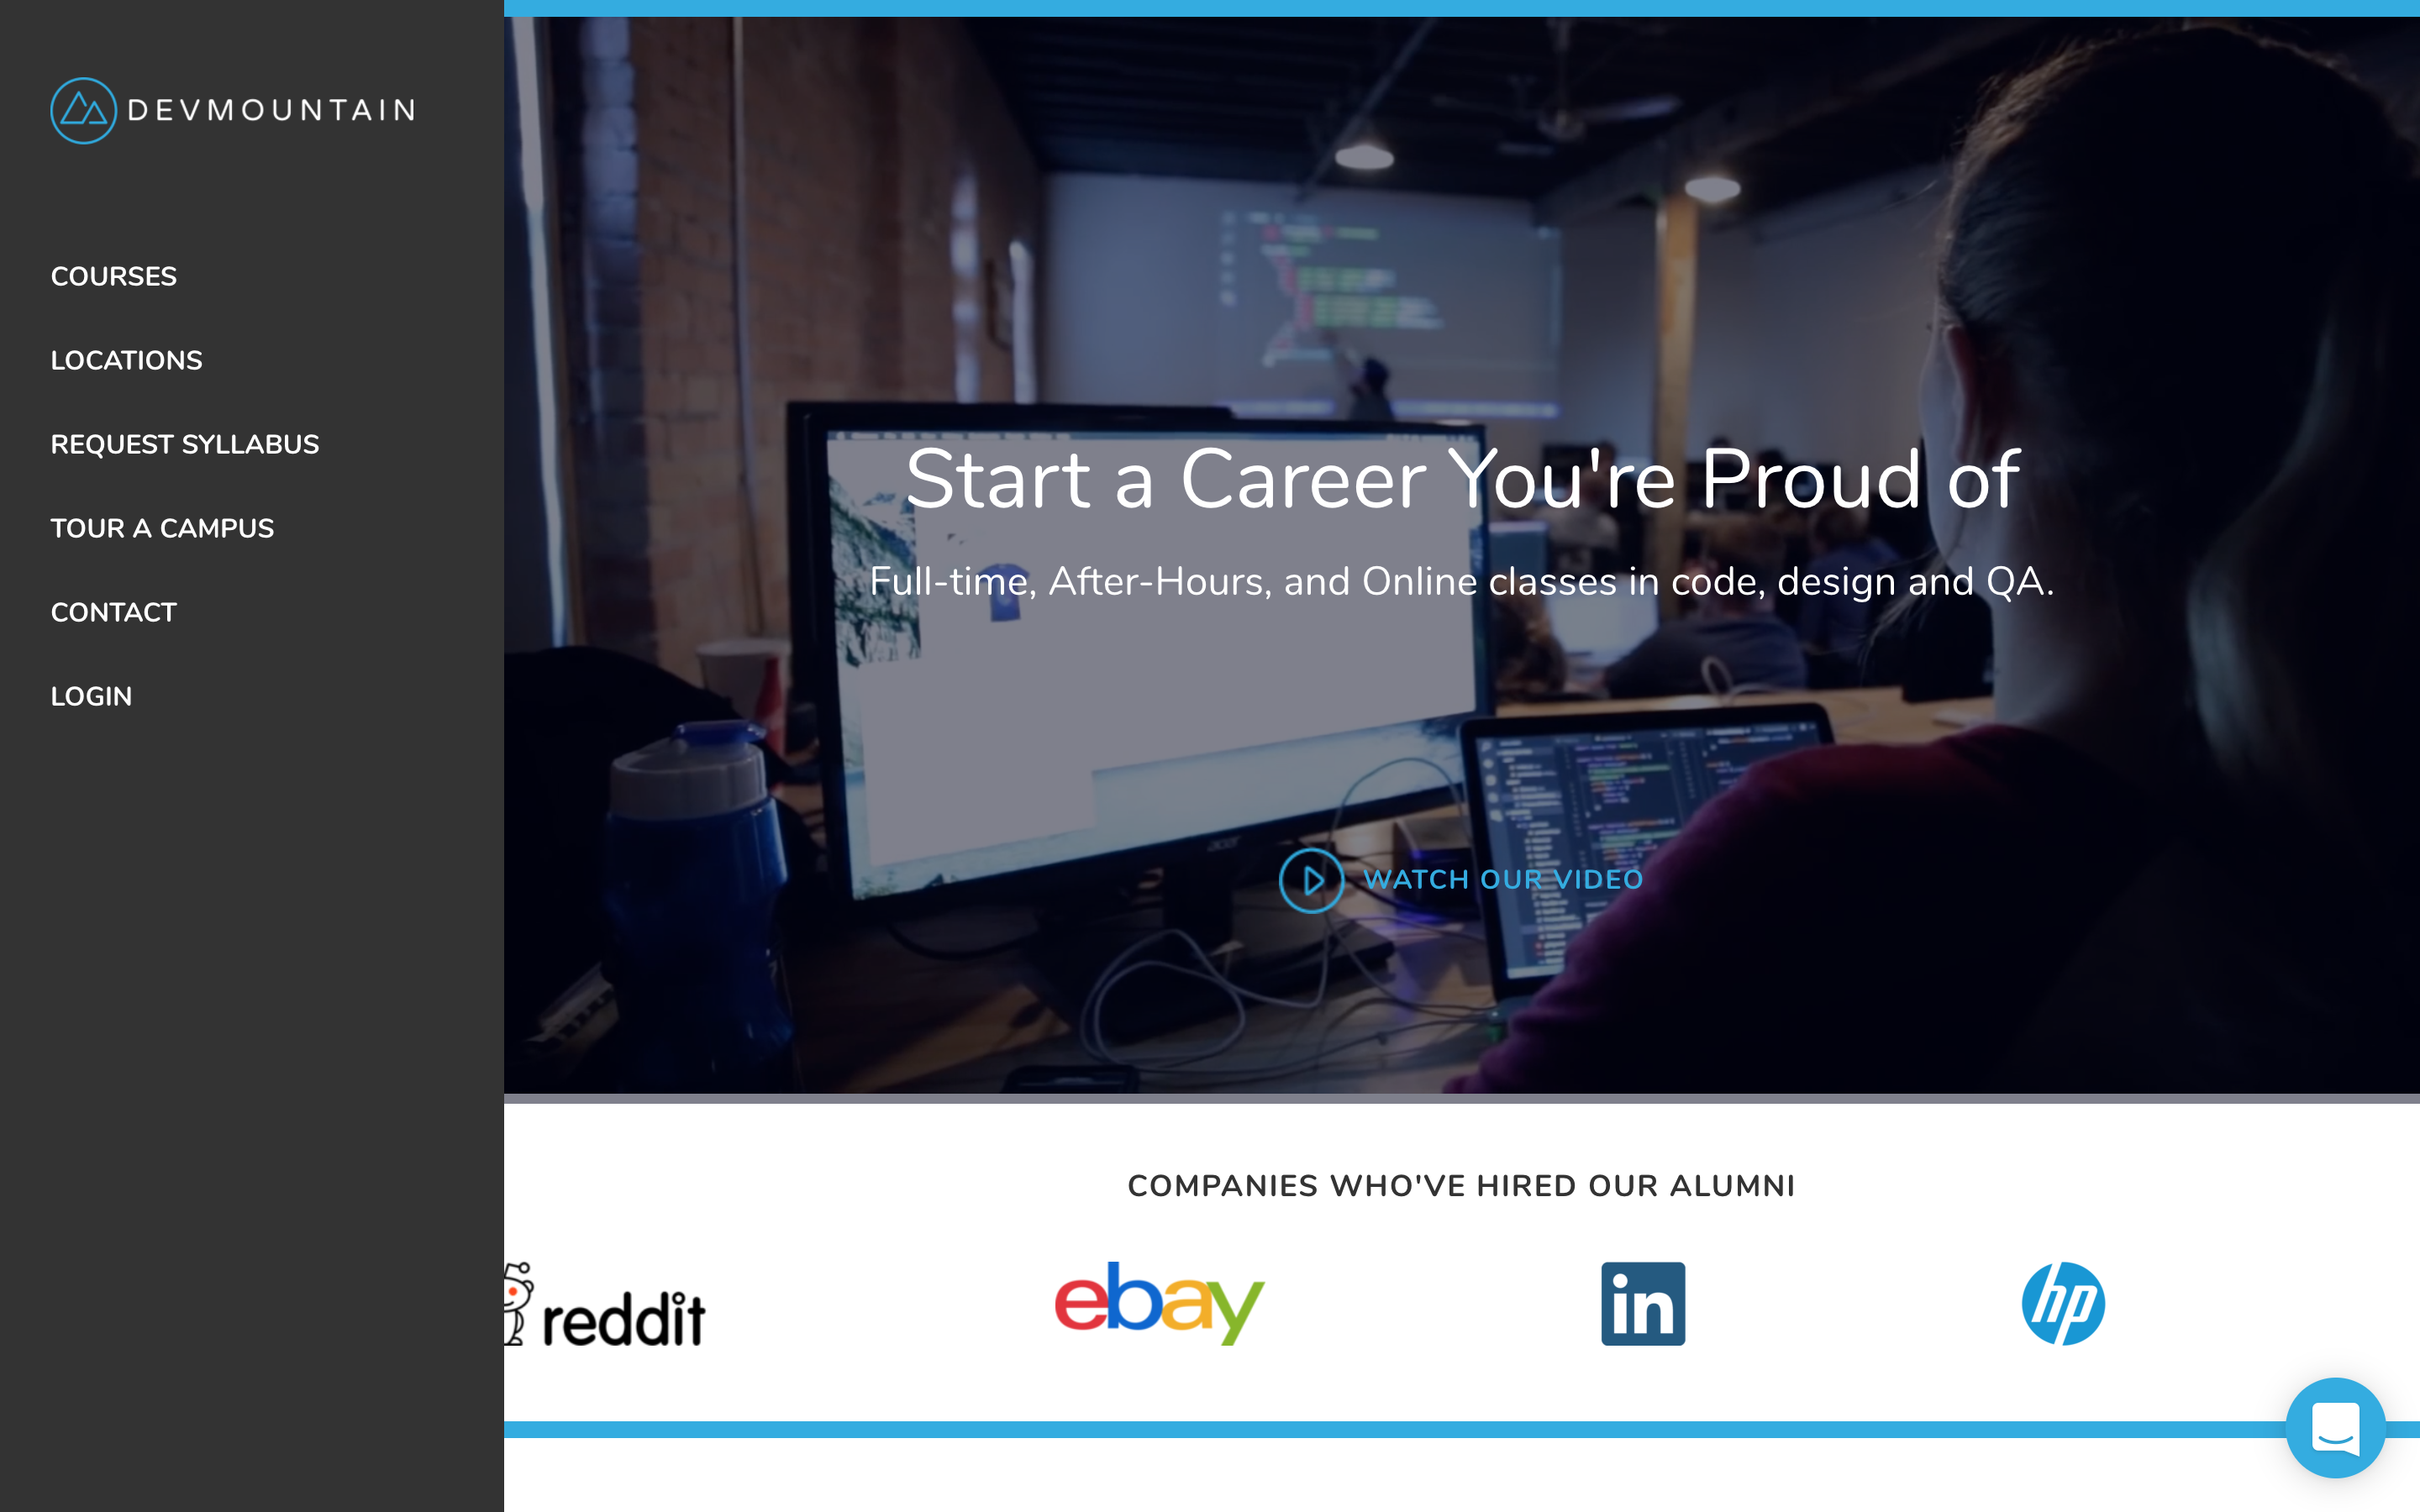 DEVMOUNTAIN
COURSES
LOCATIONS
REQUEST SYLLABUS
TOUR A CAMPUS
CONTACT
LOGIN
Start a Career You're Proud of
Full-time, After-Hours, and Online classes in code, design and QA.
acer
WATCH OUR VIDEO
COMPANIES WHO'VE HIRED OUR ALUMNI
reddit
ebay
in
hp